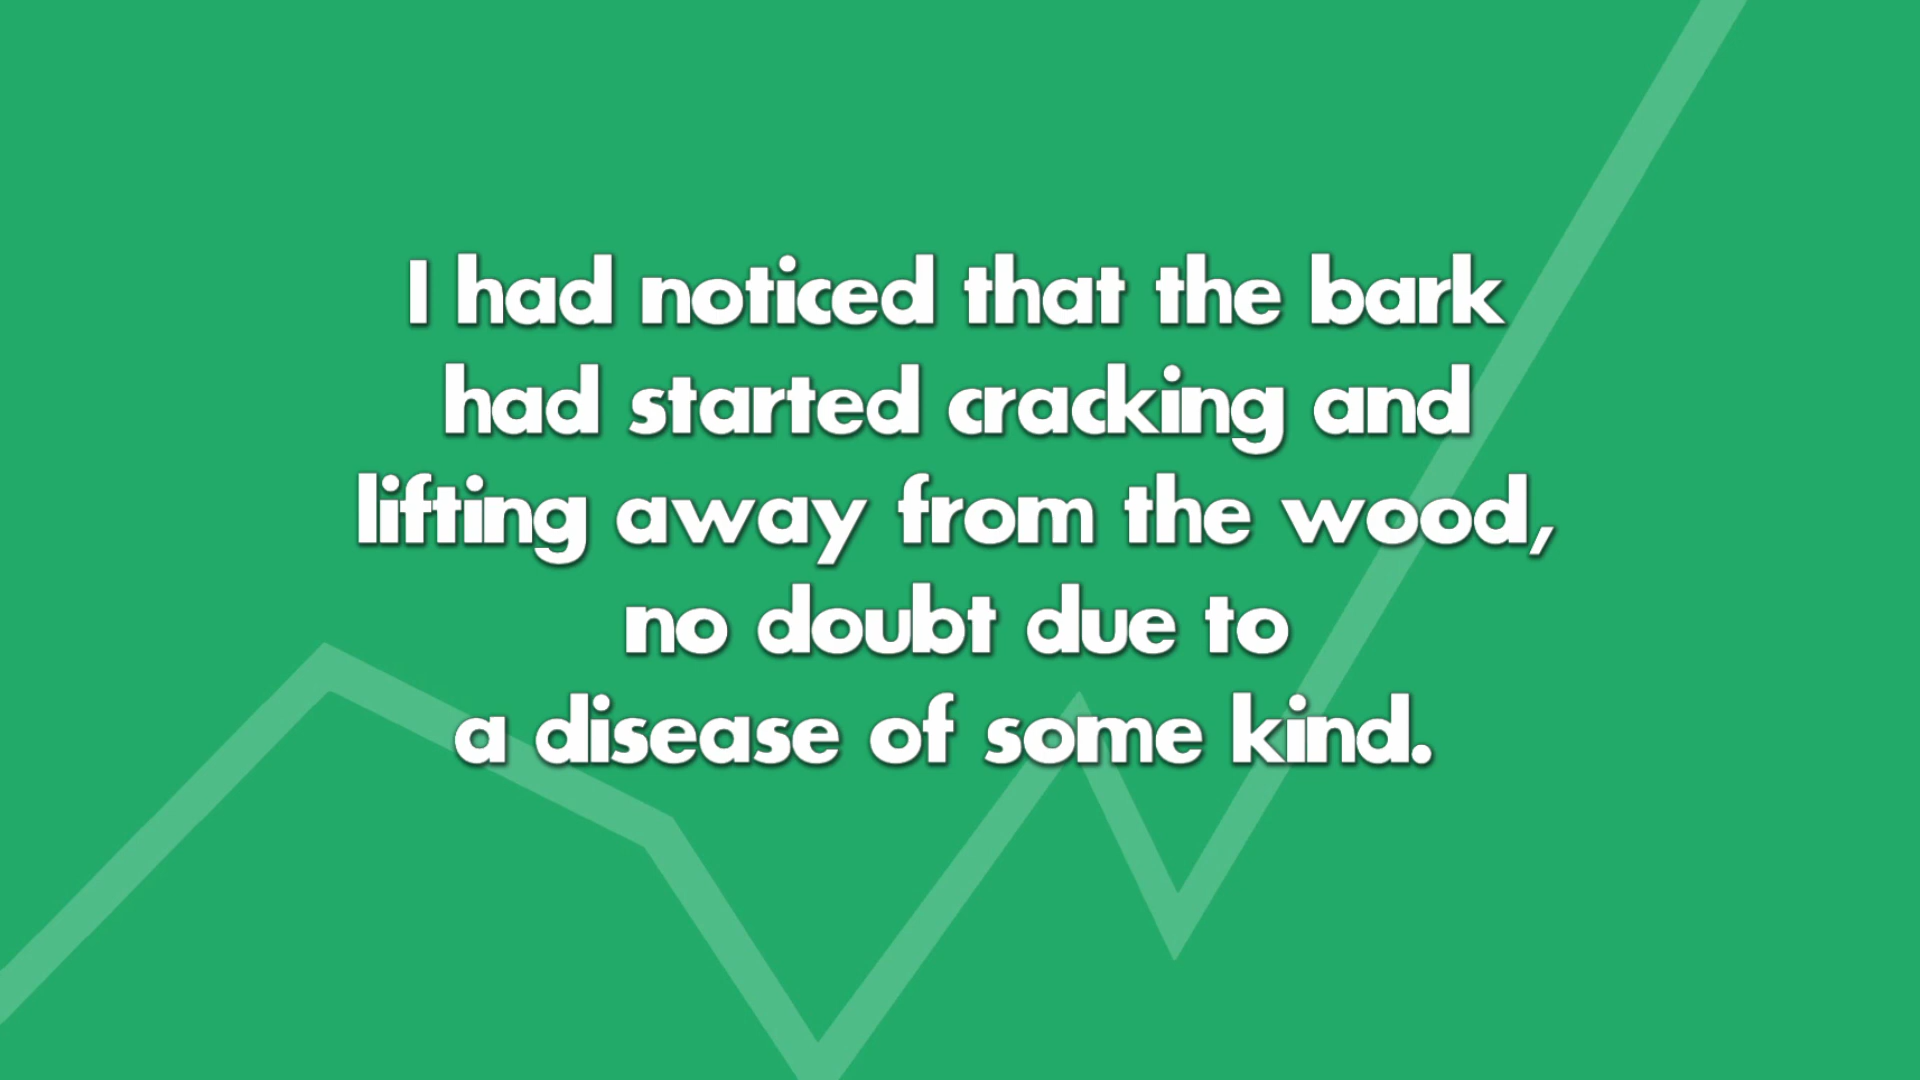 I had noticed that the bark
had started cracking and
lifting away from the wood,
no doubt due to
a disease of some kind.